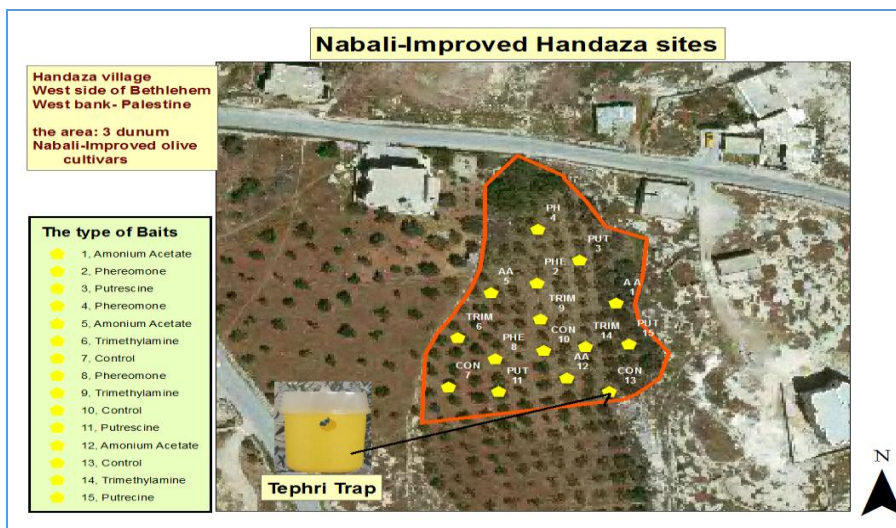 Nabali-Improved Handaza sites
Handaza village
West side of Bethlehem
West bank- Palestine
the area: 3 dunum
Nabali-Improved olive
cultivars
The type of Baits
1, Amonium Acetate
2, Phereomone
3, Putrescine
4, Phereomone
5, Amonium Acetate
6, Trimethylamine
7, Control
8, Phereomone
9, Trimethylamine
10, Control
11, Putrescine
12, Amonium Acetate
13, Control
14, Trimethylamine
15, Putrecine
PH
4
PUT
3
PHE
2
AA
5
A A
1
TRIM
9
TRIM
6
CON
10
TRIM
14
PUT
15
PHE
8
AA
12
CON
7
PUT
11
CON
13
Tephri Trap
N